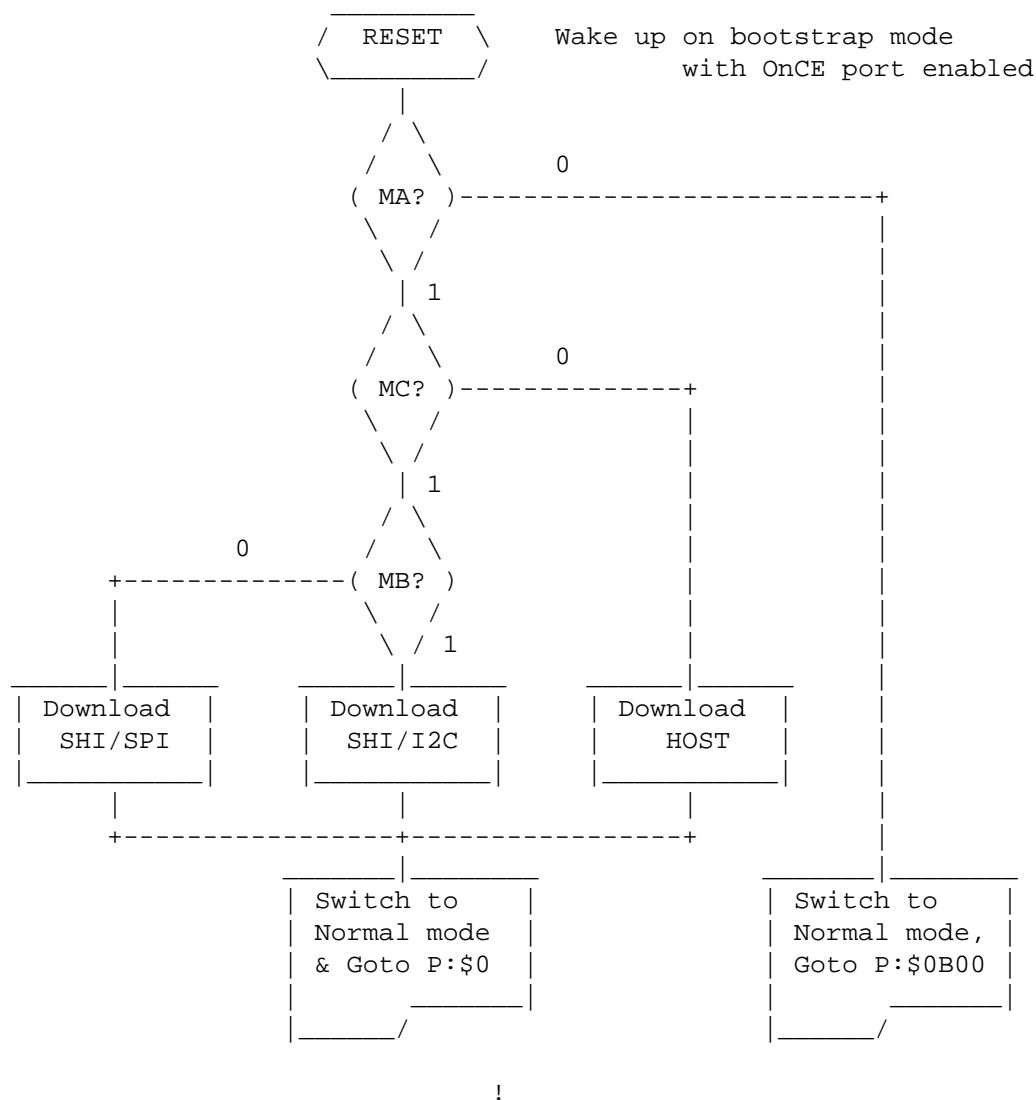 RESET Wake up on bootstrap mode
with OnCE port enabled
0
MA?
1
0
MC?
1
0
MB?
1
Download Download Download
SHI/SPI SHI/I2C HOST
Switch to Switch to
Normal mode Normal mode,
& Goto P:$0 Goto P:$0B00
!